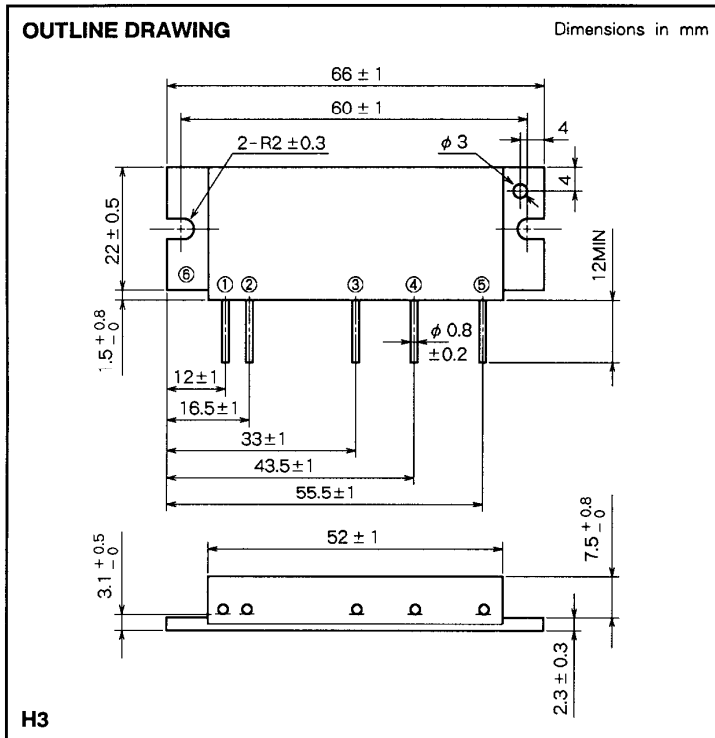 OUTLINE DRAWING
Dimensions in mm
66 ± 1
60 ± 1
4
2-R2 ±0.3
φ 3
4
22 ± 0.5
12MIN
⑥
①
②
③
④
⑤
1.5 +0.8 -0
φ 0.8
±0.2
12±1
16.5±1
33±1
43.5±1
55.5±1
52 ± 1
3.1 +0.5 -0
7.5 +0.8 -0
2.3 ± 0.3
H3